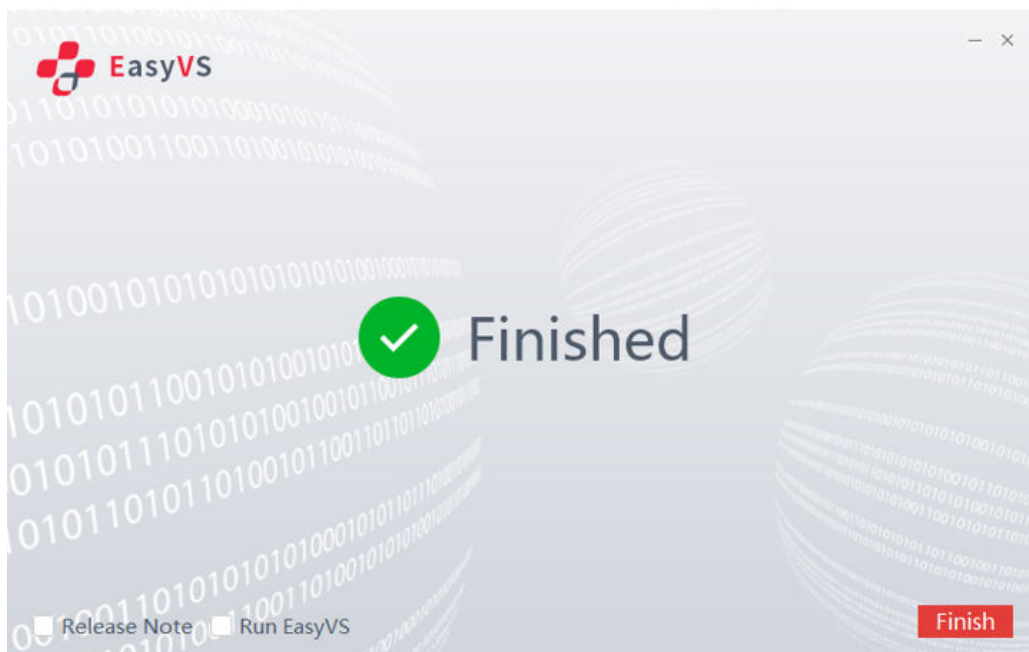 EasyVS
Finished
Release Note
Run EasyVS
Finish